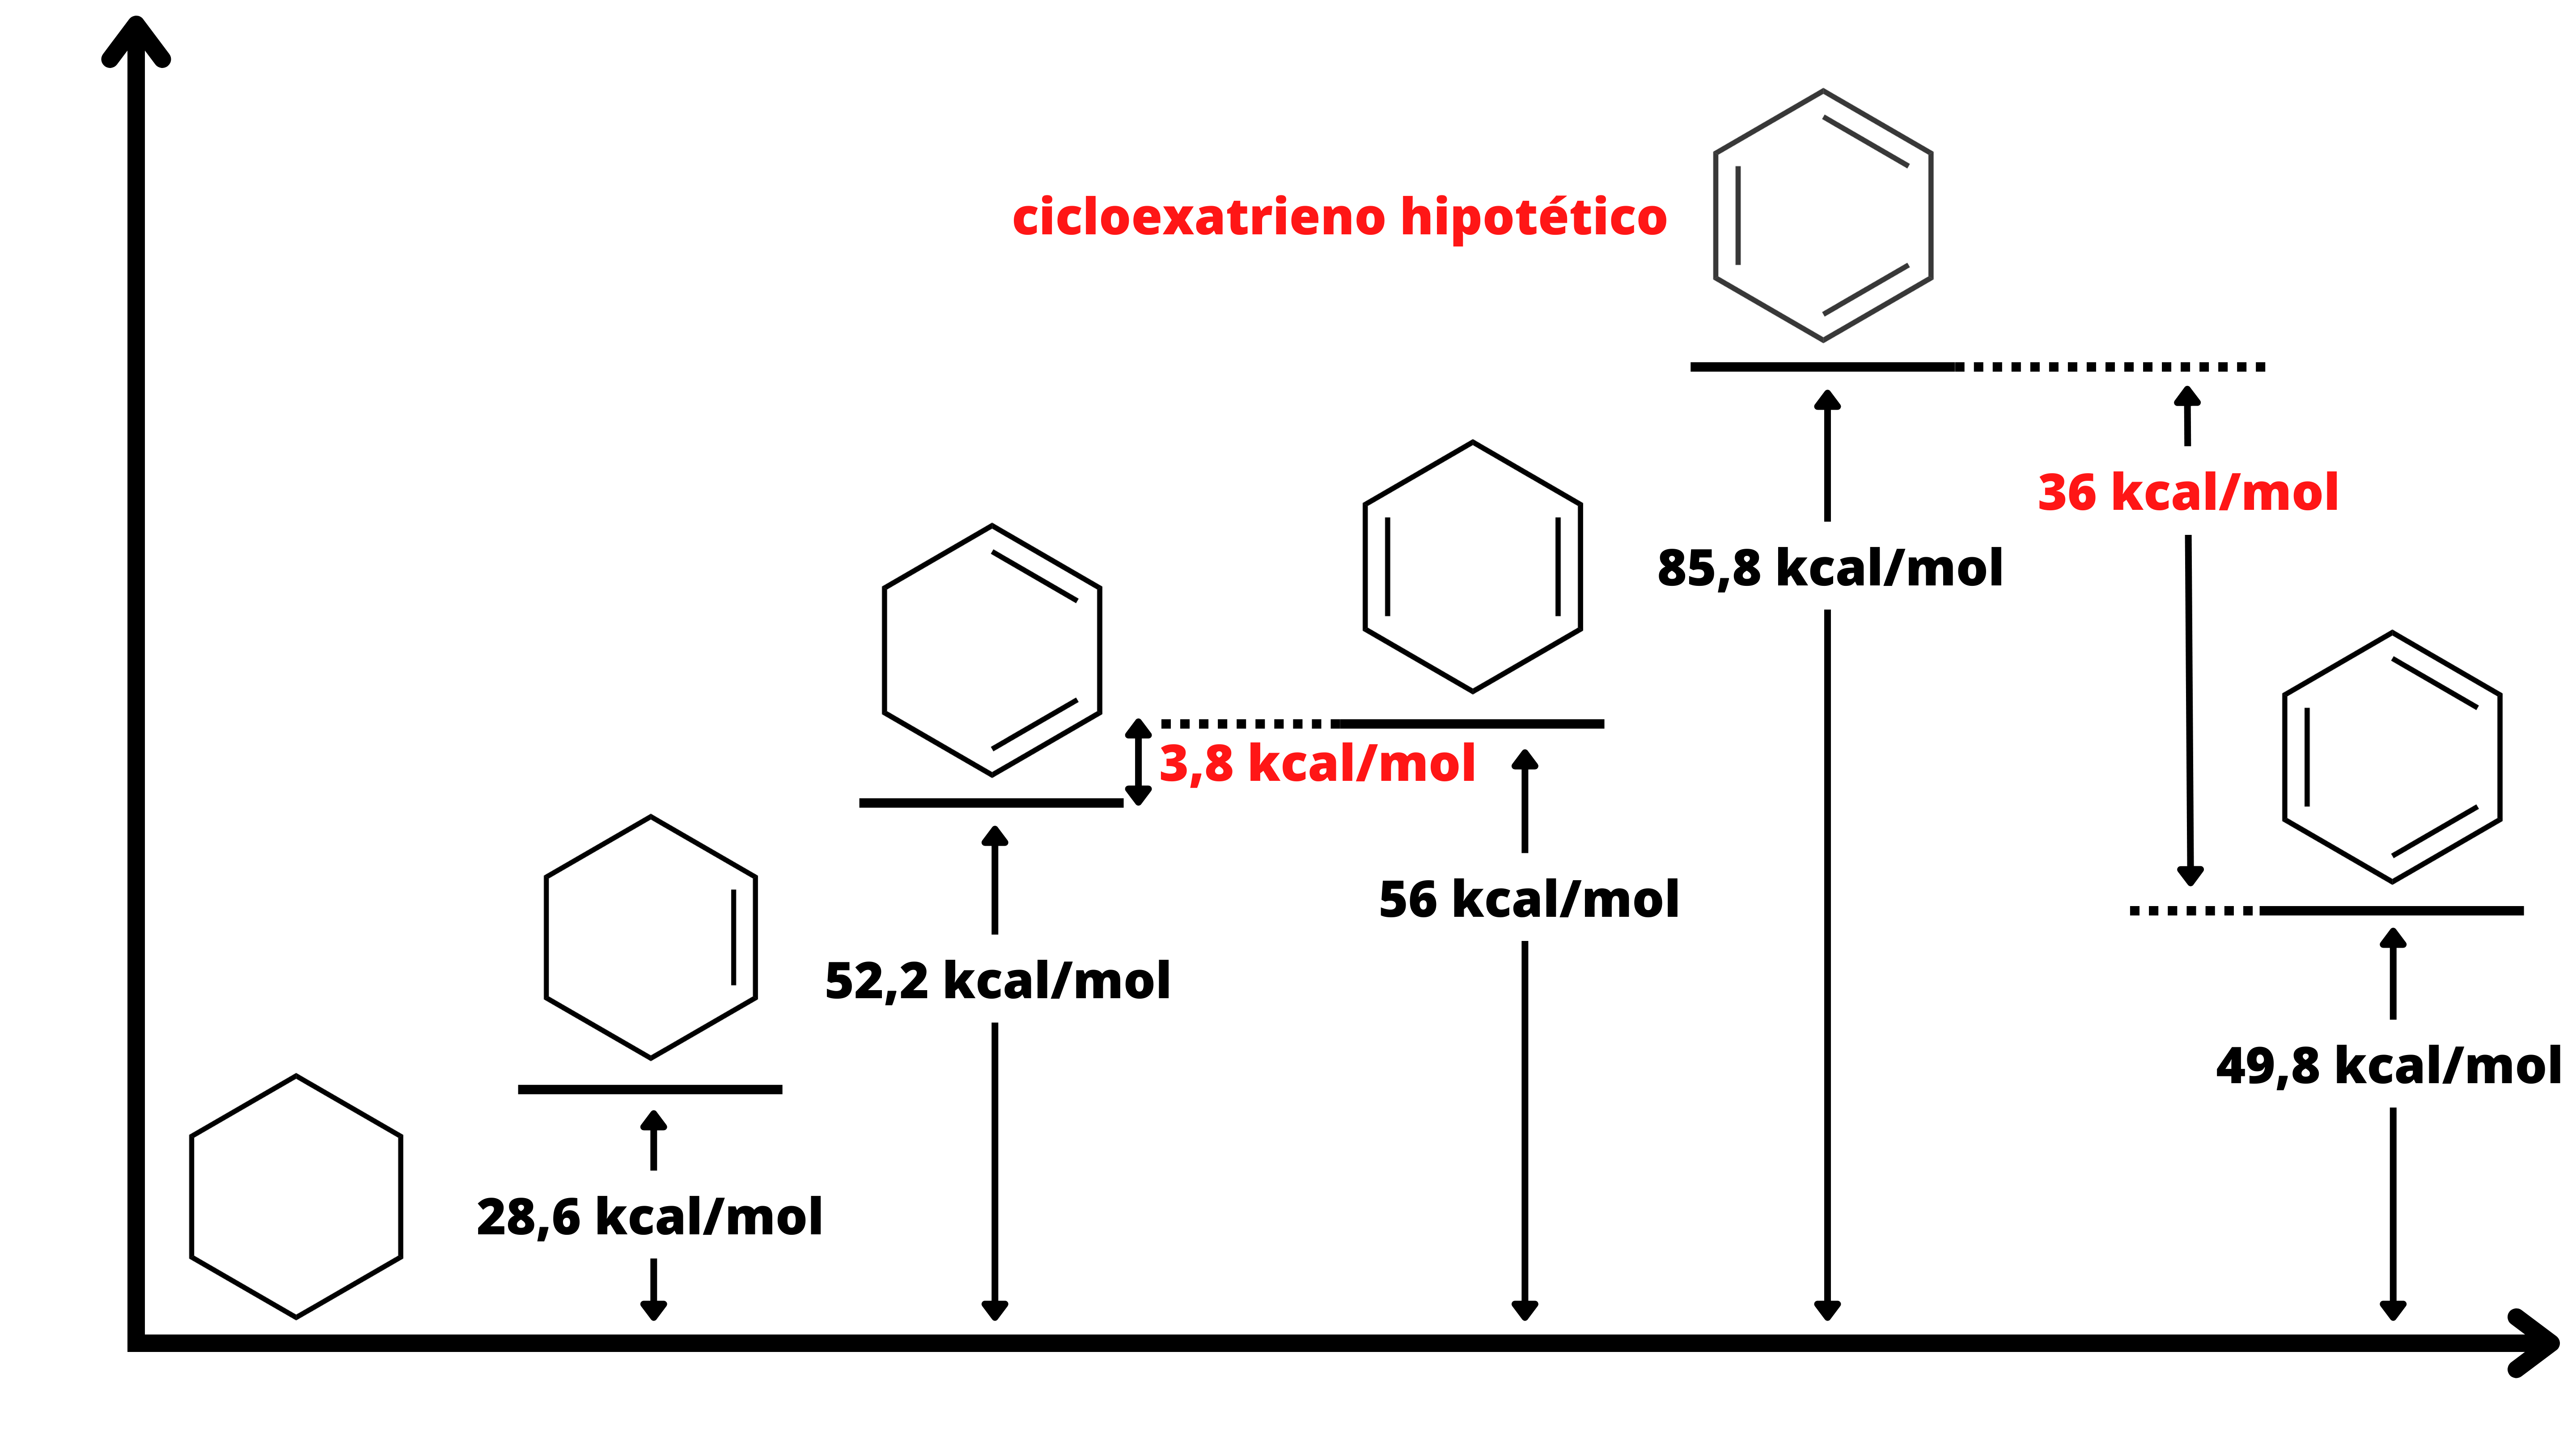 cicloexatrieno hipotético
36 kcal/mol
85,8 kcal/mol
3,8 kcal/mol
56 kcal/mol
52,2 kcal/mol
49,8 kcal/mol
28,6 kcal/mol